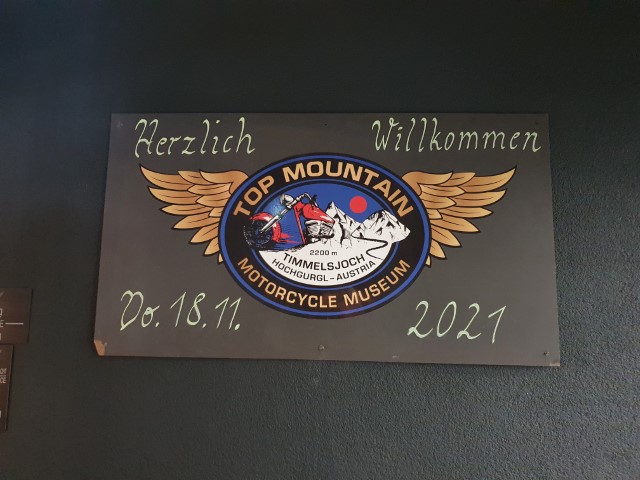 Herzlich Willkommen
TOP MOUNTAIN
2200 m
TIMMELSJOCH
HOCHGURGL - AUSTRIA
MOTORCYCLE MUSEUM
Do. 18.11. 2021